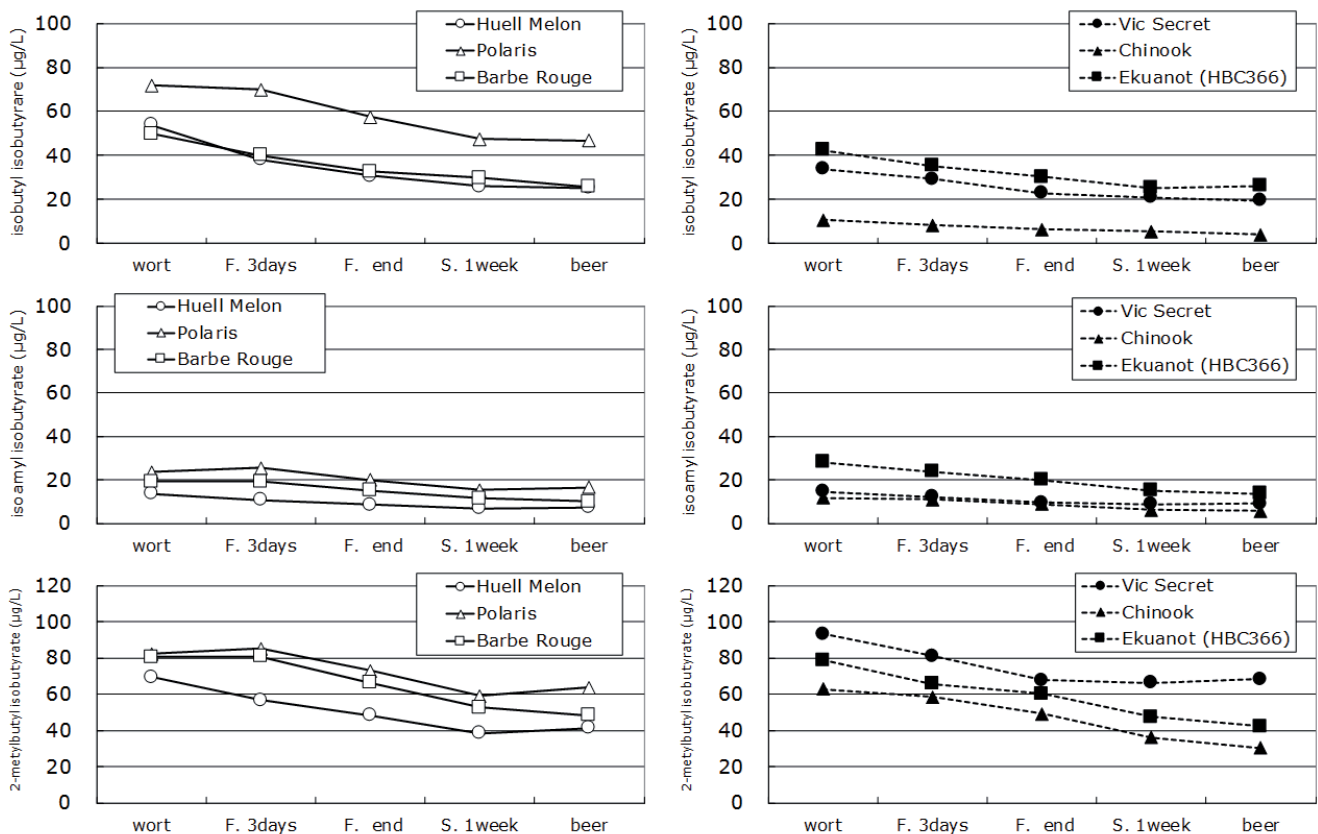 isobutyl isobutyrare (µg/L)
100
80
60
40
20
0
Huell Melon
Polaris
Barbe Rouge
wort F. 3days F. end S. 1week beer
isobutyl isobutyrate (µg/L)
100
80
60
40
20
0
Vic Secret
Chinook
Ekuanot (HBC366)
wort F. 3days F. end S. 1week beer
isoamyl isobutyrate (µg/L)
100
80
60
40
20
0
Huell Melon
Polaris
Barbe Rouge
wort F. 3days F. end S. 1week beer
isoamyl isobutyrate (µg/L)
100
80
60
40
20
0
Vic Secret
Chinook
Ekuanot (HBC366)
wort F. 3days F. end S. 1week beer
2-metylbutyl isobutyrate (µg/L)
120
100
80
60
40
20
0
Huell Melon
Polaris
Barbe Rouge
wort F. 3days F. end S. 1week beer
2-metylbutyl isobutyrate (µg/L)
120
100
80
60
40
20
0
Vic Secret
Chinook
Ekuanot (HBC366)
wort F. 3days F. end S. 1week beer